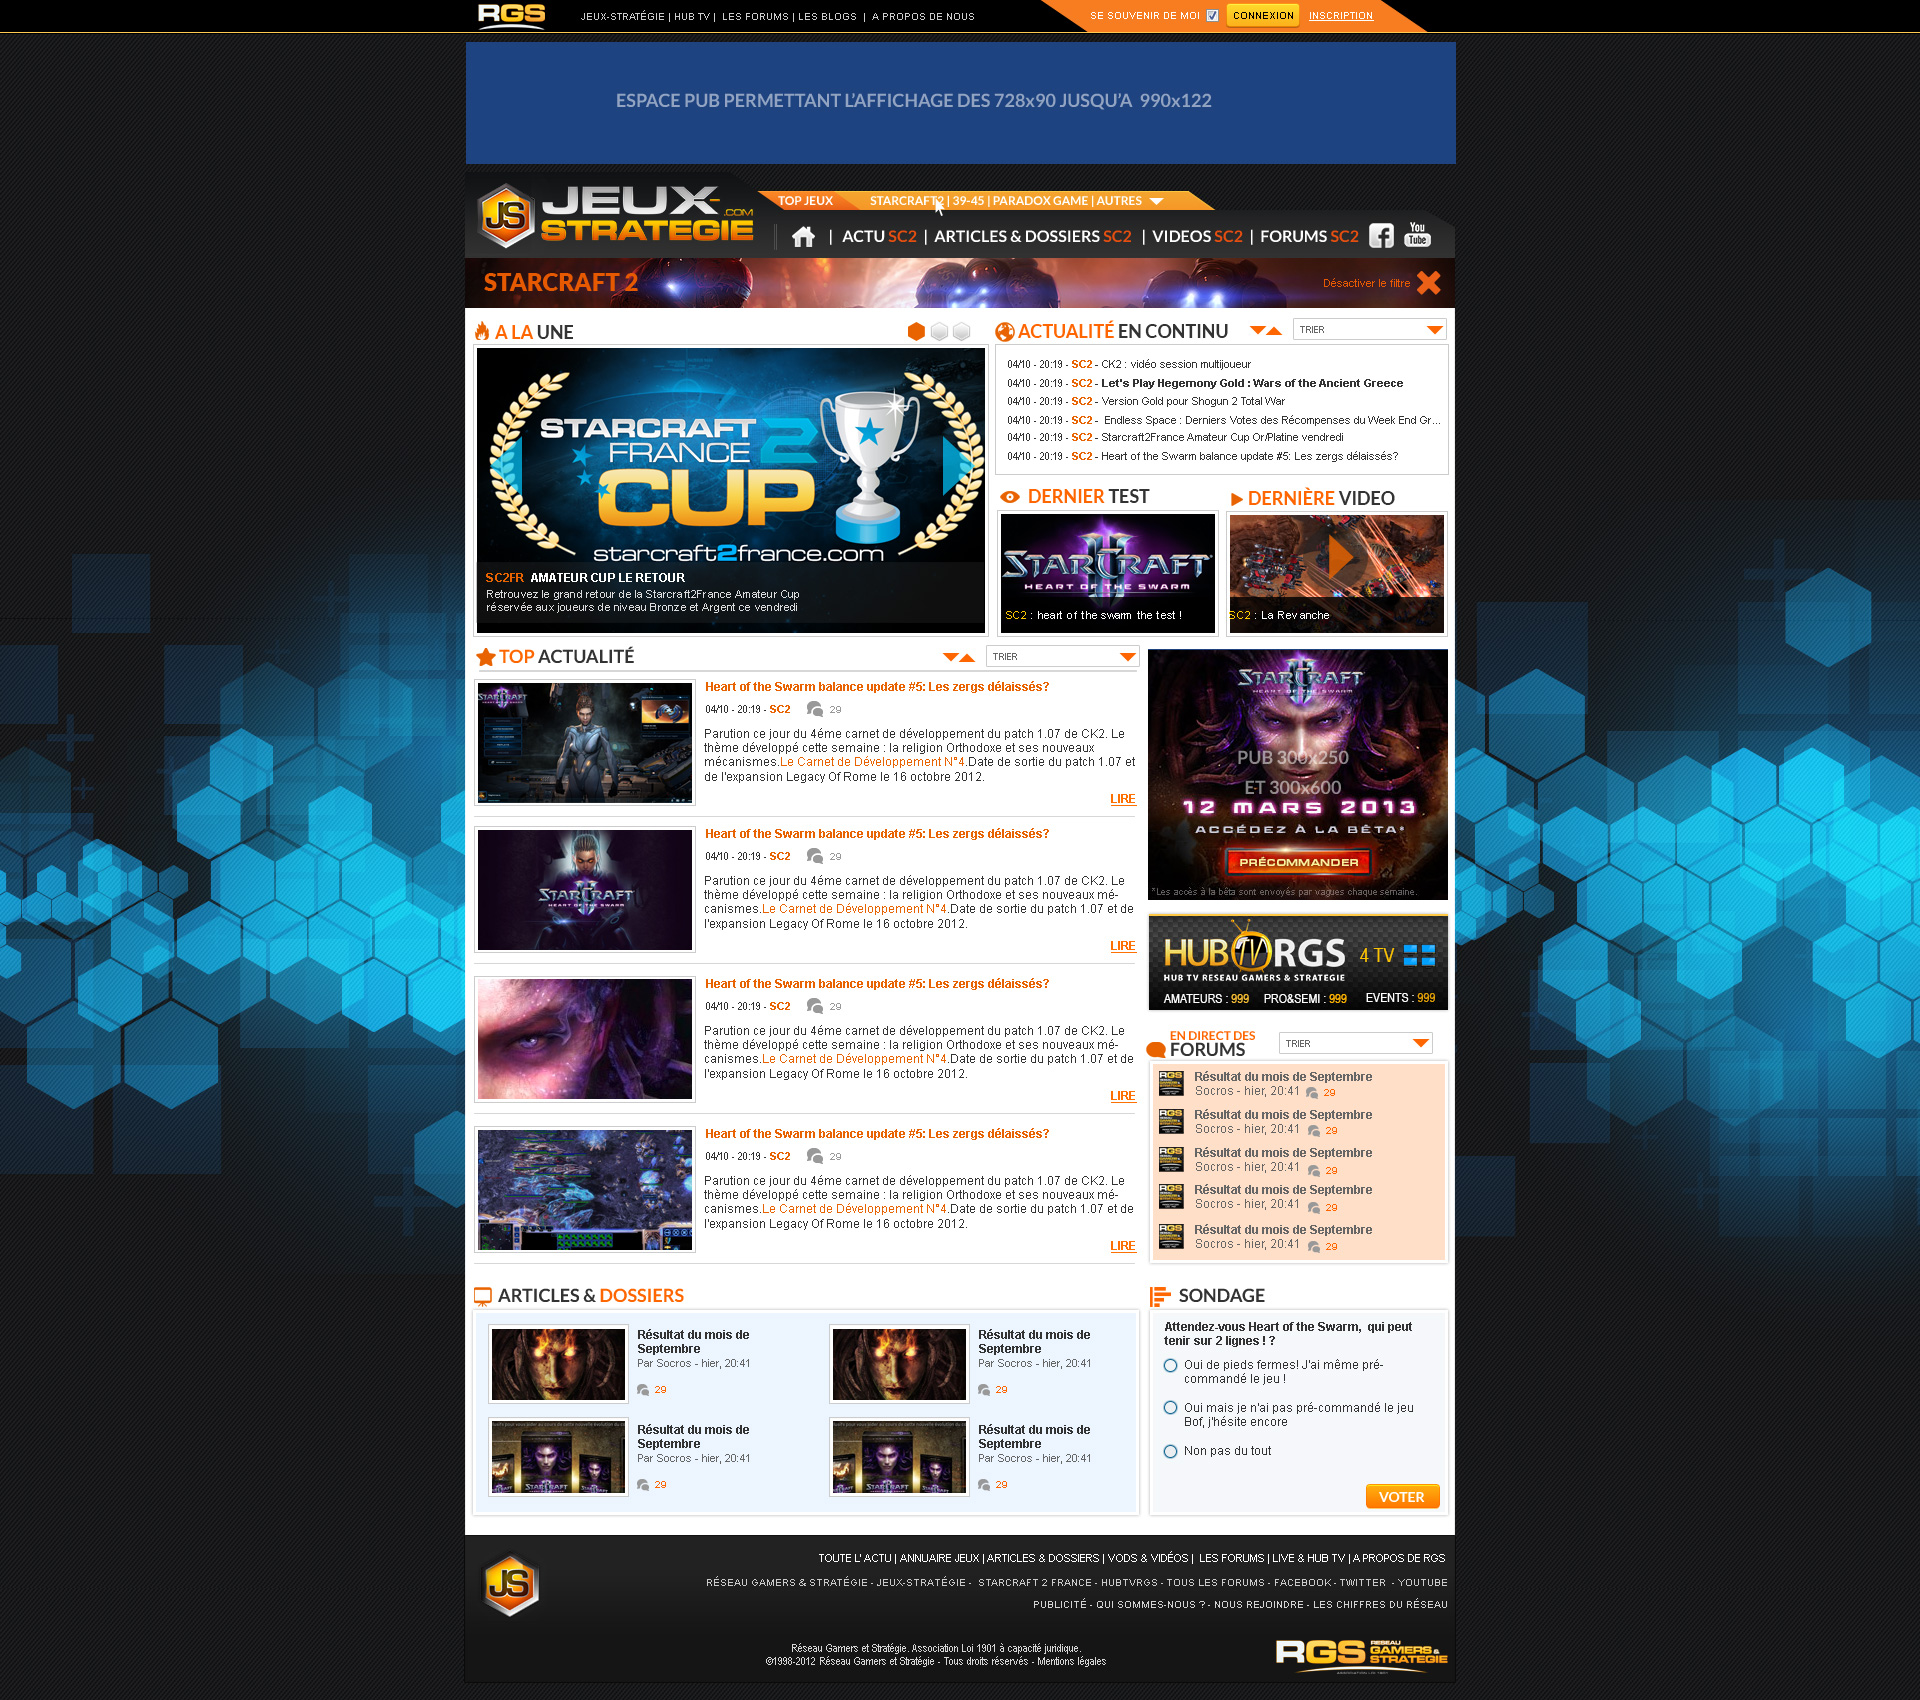 RGS
JEUX-STRATÉGIE | HUB TV | LES FORUMS | LES BLOGS | A PROPOS DE NOUS
SE SOUVENIR DE MOI
CONNEXION
INSCRIPTION
ESPACE PUB PERMETTANT L'AFFICHAGE DES 728x90 JUSQU'A 990x122
JS
JEUX-
STRATEGIE
.COM
TOP JEUX
STARCRAFT2 | 39-45 | PARADOX GAME | AUTRES
| ACTU SC2 | ARTICLES & DOSSIERS SC2 | VIDEOS SC2 | FORUMS SC2
You
Tube
STARCRAFT 2
Désactiver le filtre
A LA UNE
STARCRAFT
FRANCE 2
CUP
starcraft2france.com
SC2FR AMATEUR CUP LE RETOUR
Retrouvez le grand retour de la Starcraft2France Amateur Cup
réservée aux joueurs de niveau Bronze et Argent ce vendredi
ACTUALITÉ EN CONTINU
TRIER
04/10 - 20:19 - SC2 - CK2 : vidéo session multijoueur
04/10 - 20:19 - SC2 - Let's Play Hegemony Gold : Wars of the Ancient Greece
04/10 - 20:19 - SC2 - Version Gold pour Shogun 2 Total War
04/10 - 20:19 - SC2 - Endless Space : Derniers Votes des Récompenses du Week End Gr...
04/10 - 20:19 - SC2 - Starcraft2France Amateur Cup Or/Platine vendredi
04/10 - 20:19 - SC2 - Heart of the Swarm balance update #5: Les zergs délaissés?
DERNIER TEST
STARCRAFT
HEART OF THE SWARM
SC2 : heart of the swarm the test !
DERNIÈRE VIDEO
SC2 : La Revanche
TOP ACTUALITÉ
TRIER
STARCRAFT
Heart of the Swarm balance update #5: Les zergs délaissés?
04/10 - 20:19 - SC2 29
Parution ce jour du 4éme carnet de développement du patch 1.07 de CK2. Le
thème développé cette semaine : la religion Orthodoxe et ses nouveaux
mécanismes.Le Carnet de Développement N°4.Date de sortie du patch 1.07 et
de l'expansion Legacy Of Rome le 16 octobre 2012.
LIRE
STARCRAFT
HEART OF THE SWARM
Heart of the Swarm balance update #5: Les zergs délaissés?
04/10 - 20:19 - SC2 29
Parution ce jour du 4éme carnet de développement du patch 1.07 de CK2. Le
thème développé cette semaine : la religion Orthodoxe et ses nouveaux mé-
canismes.Le Carnet de Développement N°4.Date de sortie du patch 1.07 et de
l'expansion Legacy Of Rome le 16 octobre 2012.
LIRE
Heart of the Swarm balance update #5: Les zergs délaissés?
04/10 - 20:19 - SC2 29
Parution ce jour du 4éme carnet de développement du patch 1.07 de CK2. Le
thème développé cette semaine : la religion Orthodoxe et ses nouveaux mé-
canismes.Le Carnet de Développement N°4.Date de sortie du patch 1.07 et de
l'expansion Legacy Of Rome le 16 octobre 2012.
LIRE
Heart of the Swarm balance update #5: Les zergs délaissés?
04/10 - 20:19 - SC2 29
Parution ce jour du 4éme carnet de développement du patch 1.07 de CK2. Le
thème développé cette semaine : la religion Orthodoxe et ses nouveaux mé-
canismes.Le Carnet de Développement N°4.Date de sortie du patch 1.07 et de
l'expansion Legacy Of Rome le 16 octobre 2012.
LIRE
STARCRAFT
HEART OF THE SWARM
PUB 300x250
ET 300x600
12 MARS 2013
ACCÉDEZ À LA BÊTA*
PRÉCOMMANDER
*Les accès à la bêta sont envoyés par vagues chaque semaine.
HUB TV RGS
4 TV
HUB TV RESEAU GAMERS & STRATEGIE
AMATEURS : 999 PRO&SEMI : 999 EVENTS : 999
EN DIRECT DES
FORUMS
TRIER
RGS
Résultat du mois de Septembre
Socros - hier, 20:41 29
RGS
Résultat du mois de Septembre
Socros - hier, 20:41 29
RGS
Résultat du mois de Septembre
Socros - hier, 20:41 29
RGS
Résultat du mois de Septembre
Socros - hier, 20:41 29
RGS
Résultat du mois de Septembre
Socros - hier, 20:41 29
ARTICLES & DOSSIERS
Résultat du mois de
Septembre
Par Socros - hier, 20:41
29
Résultat du mois de
Septembre
Par Socros - hier, 20:41
29
STARCRAFT
Résultat du mois de
Septembre
Par Socros - hier, 20:41
29
STARCRAFT
Résultat du mois de
Septembre
Par Socros - hier, 20:41
29
SONDAGE
Attendez-vous Heart of the Swarm, qui peut
tenir sur 2 lignes ! ?
Oui de pieds fermes! J'ai même pré-
commandé le jeu !
Oui mais je n'ai pas pré-commandé le jeu
Bof, j'hésite encore
Non pas du tout
VOTER
JS
TOUTE L' ACTU | ANNUAIRE JEUX | ARTICLES & DOSSIERS | VODS & VIDÉOS | LES FORUMS | LIVE & HUB TV | A PROPOS DE RGS
RÉSEAU GAMERS & STRATÉGIE - JEUX-STRATÉGIE - STARCRAFT 2 FRANCE - HUBTVRGS - TOUS LES FORUMS - FACEBOOK - TWITTER - YOUTUBE
PUBLICITÉ - QUI SOMMES-NOUS ? - NOUS REJOINDRE - LES CHIFFRES DU RÉSEAU
Réseau Gamers et Stratégie. Association Loi 1901 à capacité juridique.
©1998-2012 Réseau Gamers et Stratégie - Tous droits réservés - Mentions légales
RGS RESEAU
GAMERS &
STRATEGIE